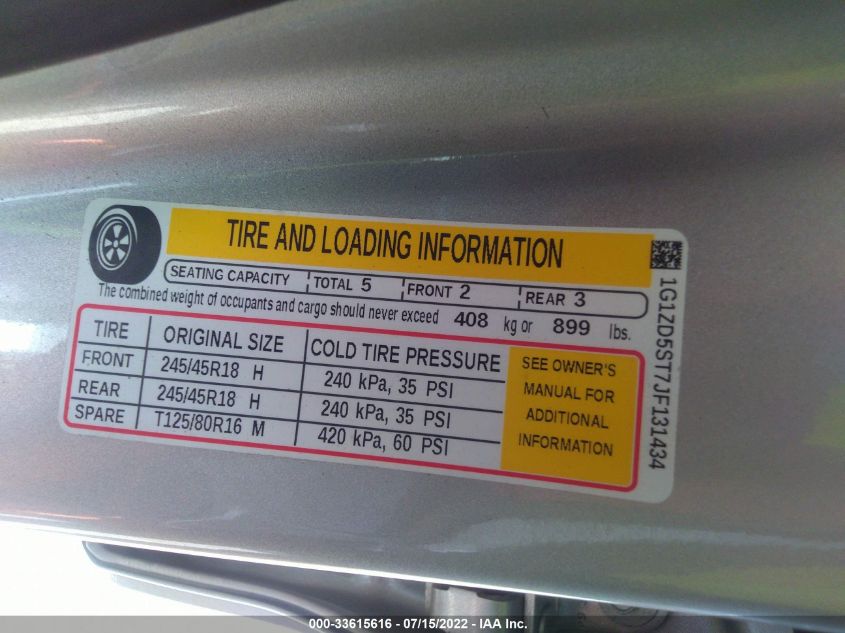 TIRE AND LOADING INFORMATION
SEATING CAPACITY TOTAL 5 FRONT 2 REAR 3
The combined weight of occupants and cargo should never exceed 408 kg or 899 lbs.
TIRE ORIGINAL SIZE COLD TIRE PRESSURE
FRONT 245/45R18 H 240 kPa, 35 PSI
REAR 245/45R18 H 240 kPa, 35 PSI
SPARE T125/80R16 M 420 kPa, 60 PSI
SEE OWNER'S
MANUAL FOR
ADDITIONAL
INFORMATION
1G1ZD5ST7JF131434
000-33615616 - 07/15/2022 - IAA Inc.